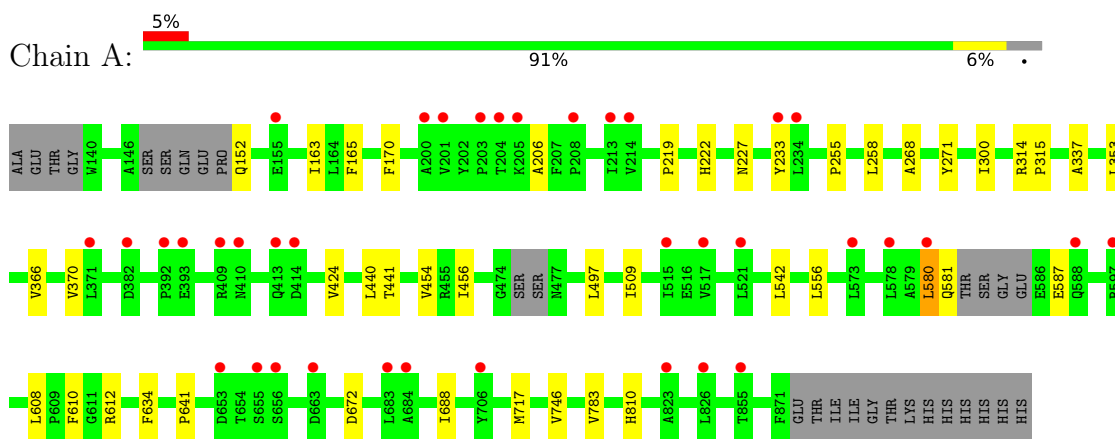 5%
Chain A:
91% 6% •
ALA GLU THR GLY W140 A146 SER SER GLN GLU PRO Q152 E155 I163 L164 F165 F170 A200 V201 Y202 P203 T204 K205 A206 F207 P208 I213 V214 P219 H222 N227 Y233 L234 P255 L258 A268 Y271 I300 R314 P315 A337
V366 V370 L371 D382 P392 E393 R409 N410 Q413 D414 V424 L440 T441 V454 R455 I456 G474 SER SER N477 L497 I509 I515 E516 V517 L521 L542 L556 L573 L578 A579 L580 Q581 THR SER GLY GLU E586 E587 Q588
L608 P609 F610 G611 R612 F634 P641 D653 T654 S655 S656 D663 D672 L683 A684 I688 Y706 M717 V746 V783 H810 A823 L826 T855 F871 GLU THR ILE ILE GLY THR LYS HIS HIS HIS HIS HIS HIS